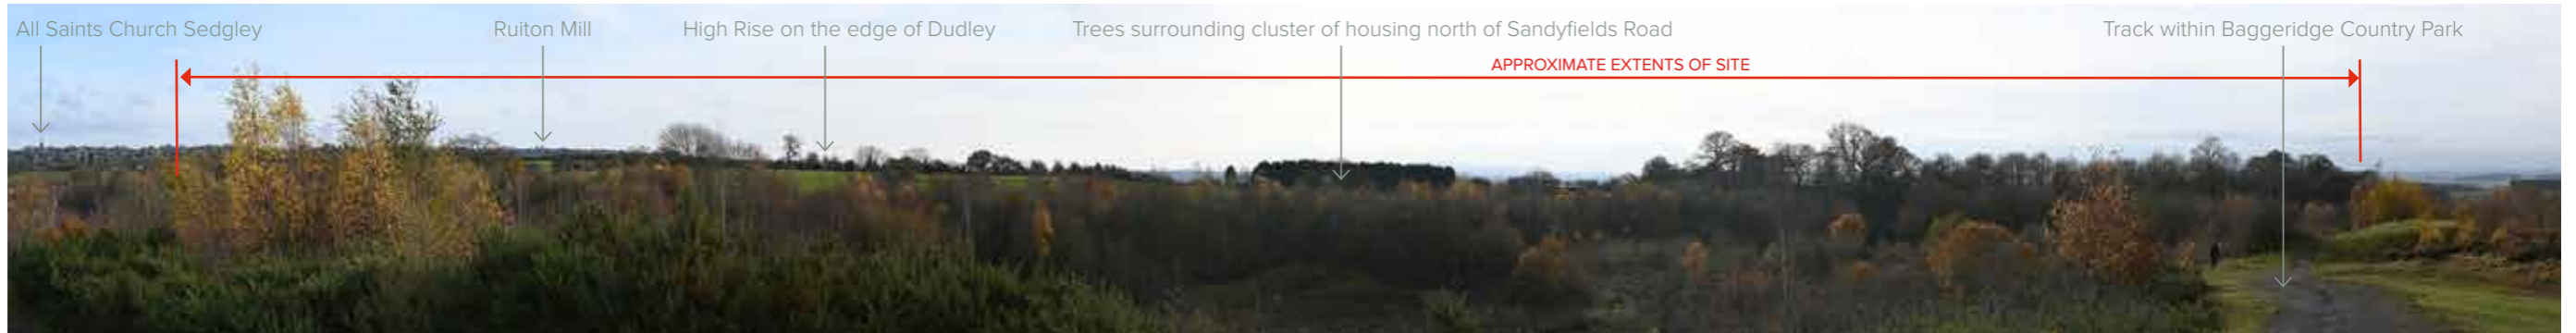 All Saints Church Sedgley
Ruiton Mill
High Rise on the edge of Dudley
Trees surrounding cluster of housing north of Sandyfields Road
Track within Baggeridge Country Park
APPROXIMATE EXTENTS OF SITE